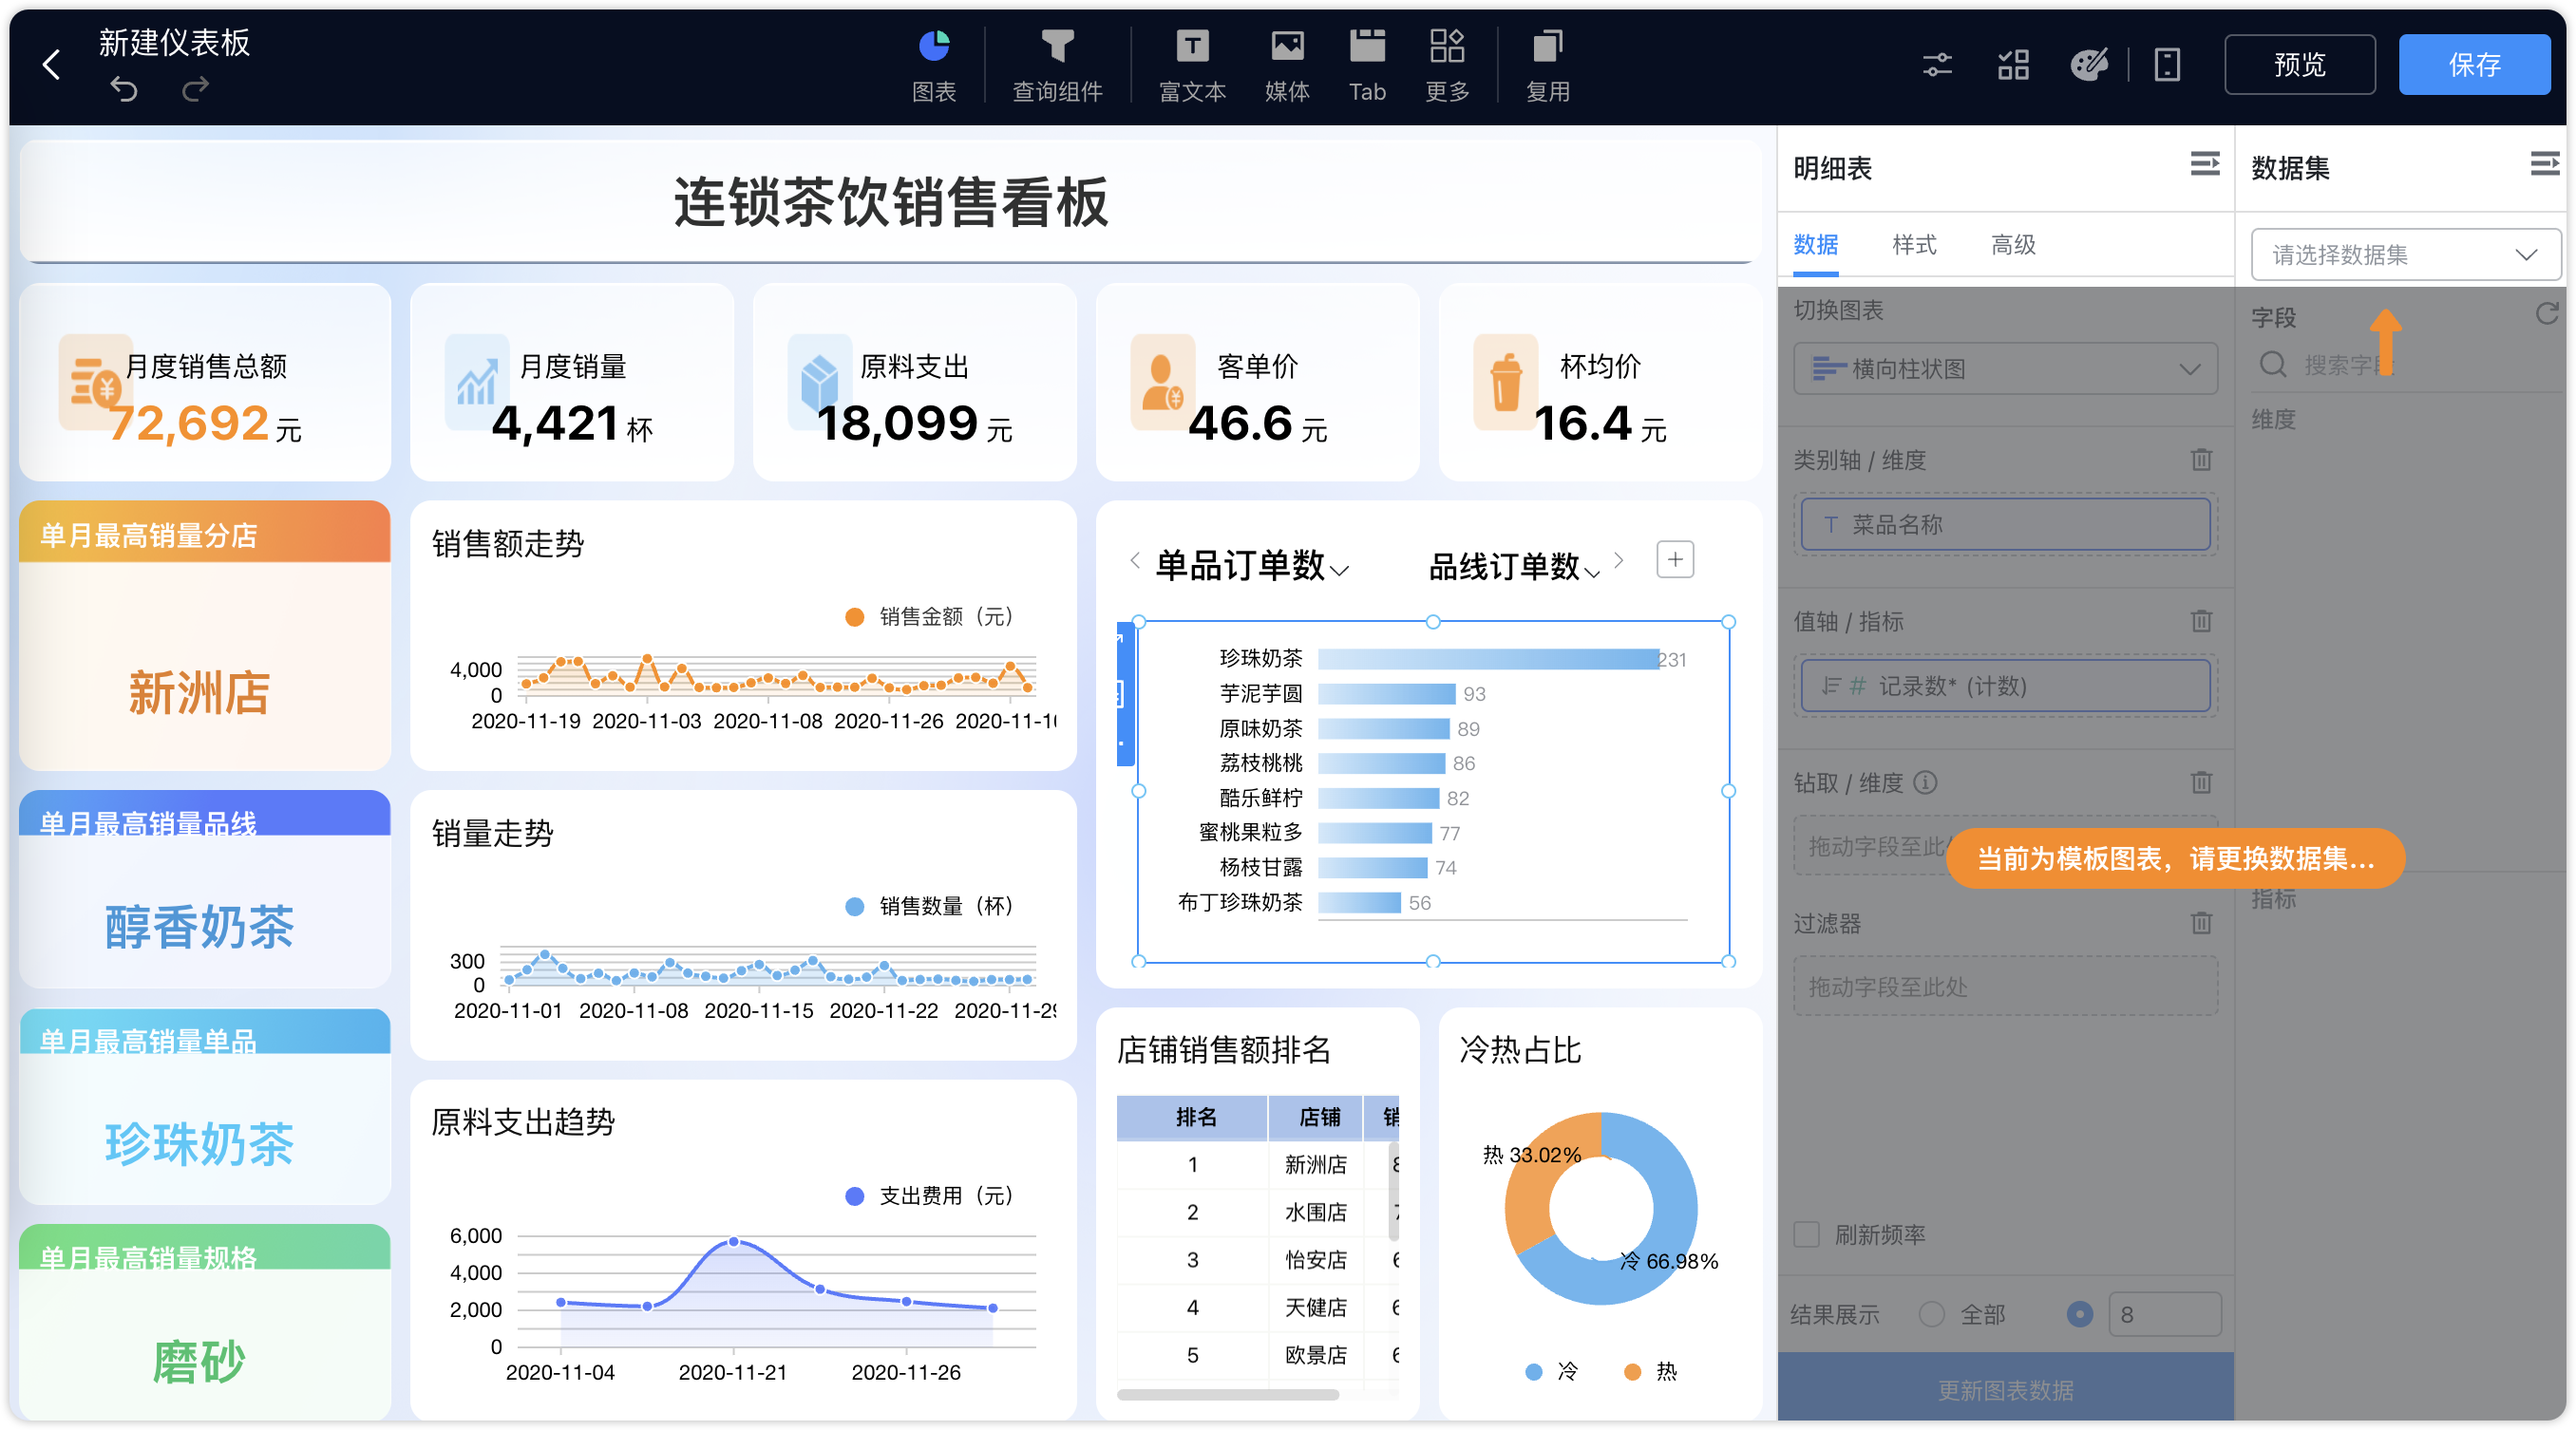 新建仪表板
图表
查询组件
富文本
媒体
Tab
更多
复用
预览
保存
连锁茶饮销售看板
月度销售总额
72,692 元
月度销量
4,421 杯
原料支出
18,099 元
客单价
46.6 元
杯均价
16.4 元
单月最高销量分店
新洲店
单月最高销量品线
醇香奶茶
单月最高销量单品
珍珠奶茶
单月最高销量规格
磨砂
销售额走势
销售金额（元）
4,000
0
2020-11-19 2020-11-03 2020-11-08 2020-11-26
销量走势
销售数量（杯）
300
0
2020-11-01 2020-11-08 2020-11-15 2020-11-22
原料支出趋势
支出费用（元）
6,000
4,000
2,000
0
2020-11-04 2020-11-21 2020-11-26
单品订单数
品线订单数
珍珠奶茶 231
芋泥芋圆 93
原味奶茶 89
荔枝桃桃 86
酷乐鲜柠 82
蜜桃果粒多 77
杨枝甘露 74
布丁珍珠奶茶 56
店铺销售额排名
排名 店铺 销
1 新洲店
2 水围店
3 怡安店
4 天健店
5 欧景店
冷热占比
热 33.02%
冷 66.98%
冷 热
明细表
数据 样式 高级
切换图表
横向柱状图
类别轴 / 维度
T 菜品名称
值轴 / 指标
# 记录数* (计数)
钻取 / 维度
拖动字段至此
当前为模板图表，请更换数据集...
过滤器
拖动字段至此处
刷新频率
结果展示 全部 8
更新图表数据
数据集
请选择数据集
字段
搜索字段
维度
指标